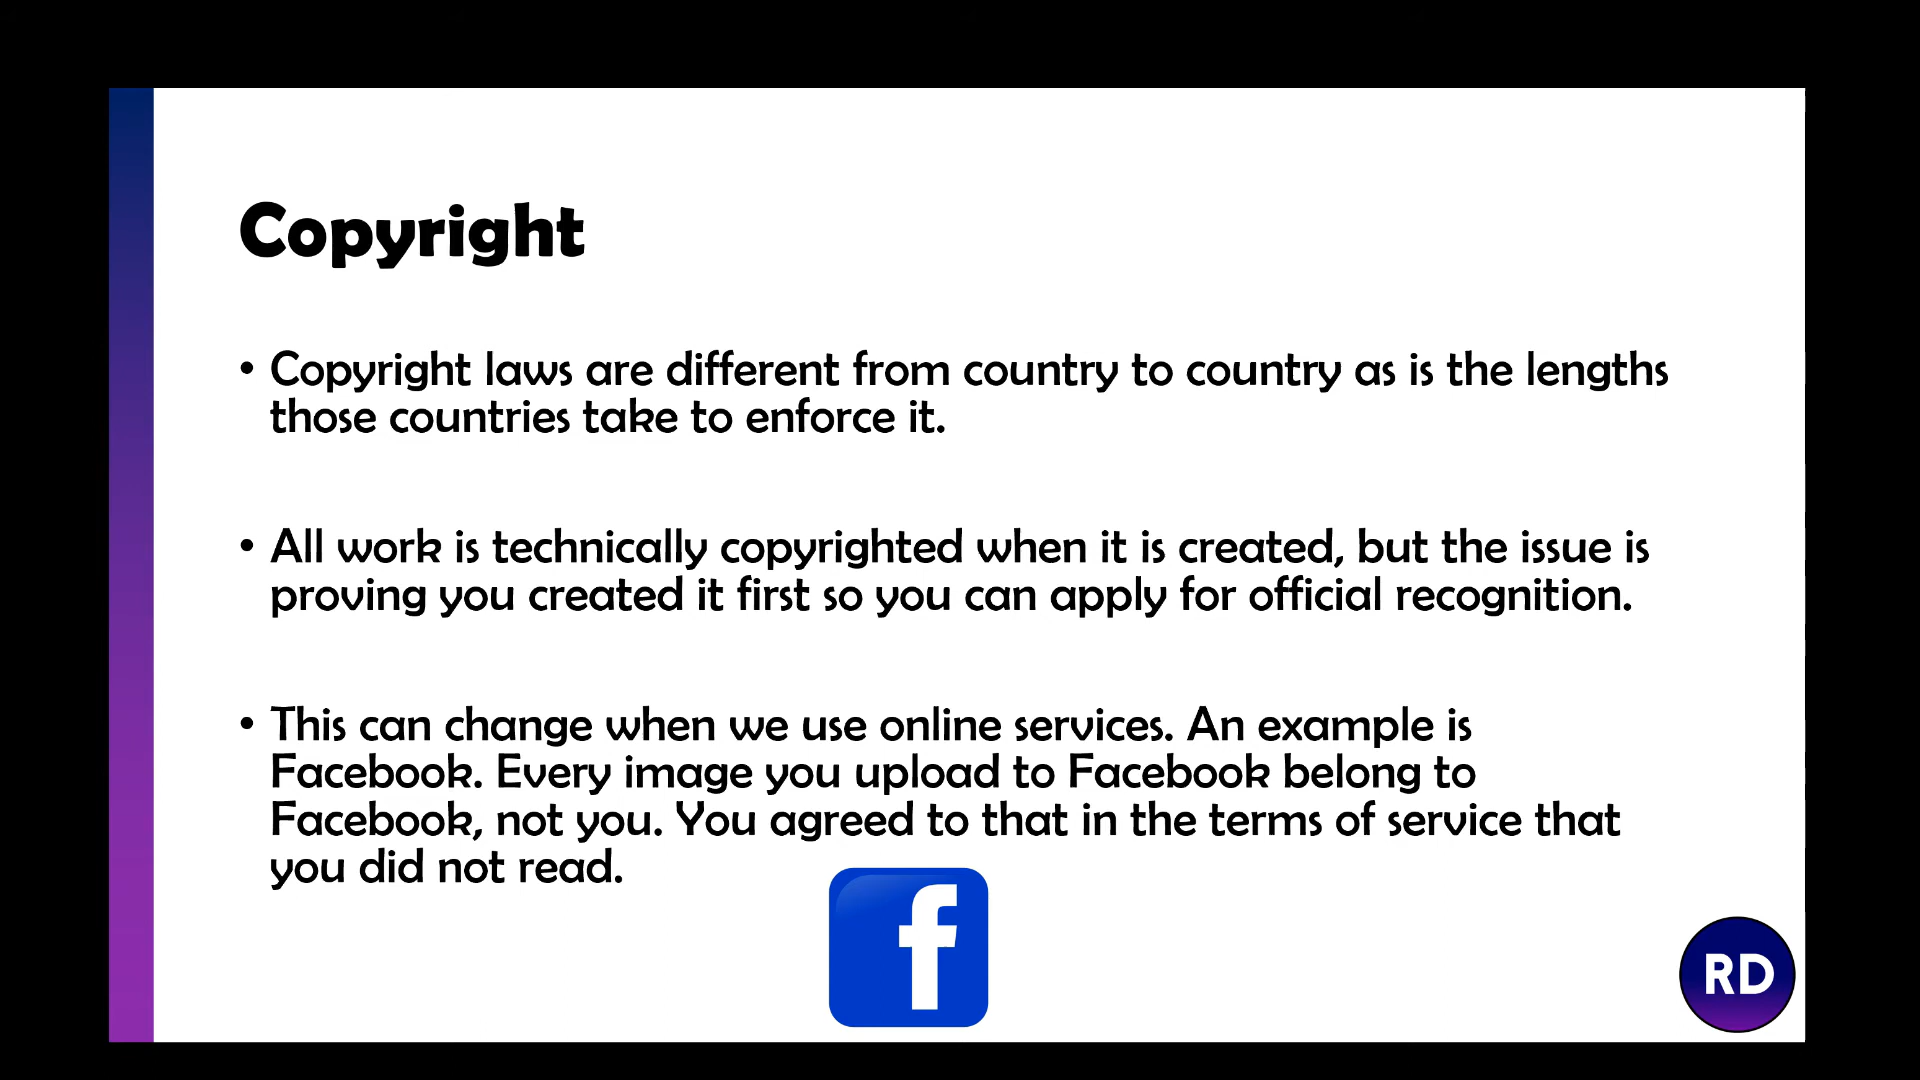 Copyright
• Copyright laws are different from country to country as is the lengths
those countries take to enforce it.
• All work is technically copyrighted when it is created, but the issue is
proving you created it first so you can apply for official recognition.
• This can change when we use online services. An example is
Facebook. Every image you upload to Facebook belong to
Facebook, not you. You agreed to that in the terms of service that
you did not read.
f
RD